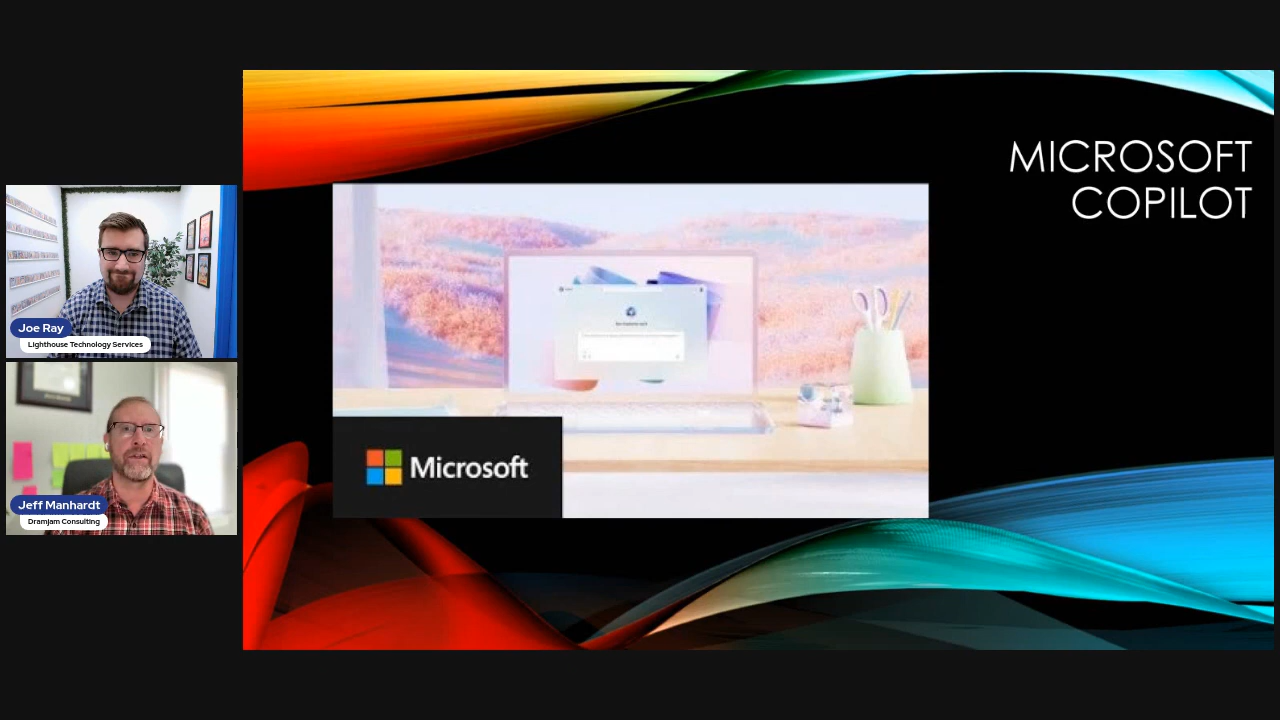 MICROSOFT
COPILOT
Microsoft
Joe Ray
Lighthouse Technology Services
Jeff Manhardt
Dramjam Consulting